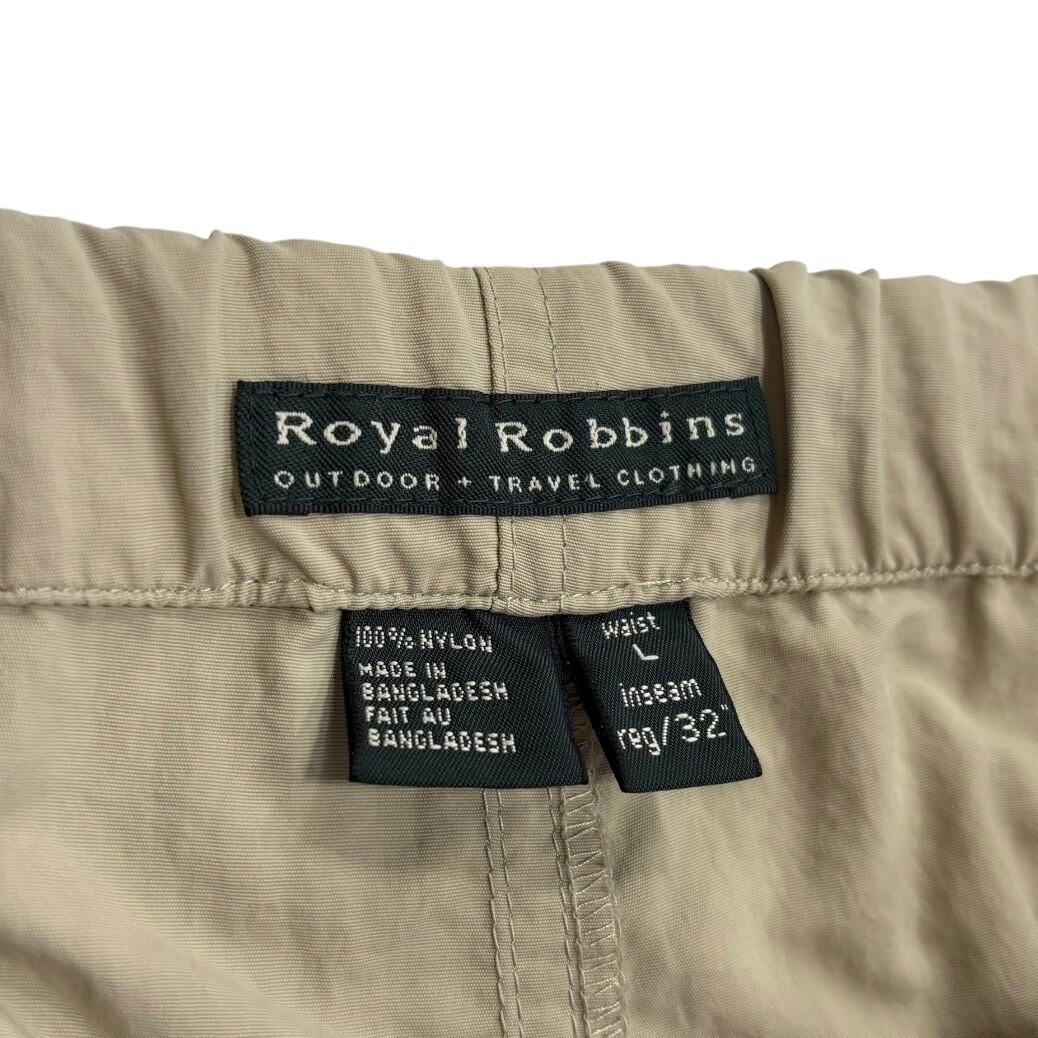 Royal Robbins
OUTDOOR + TRAVEL CLOTHING
100% NYLON
MADE IN
BANGLADESH
FAIT AU
BANGLADESH
waist
L
inseam
reg/32"